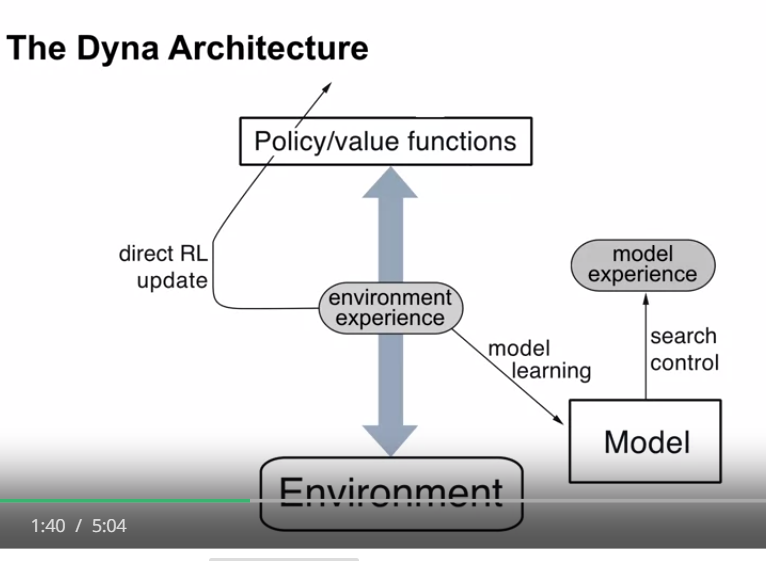 The Dyna Architecture
Policy/value functions
direct RL
update
environment
experience
model
experience
model
learning
search
control
Model
Environment
1:40 / 5:04